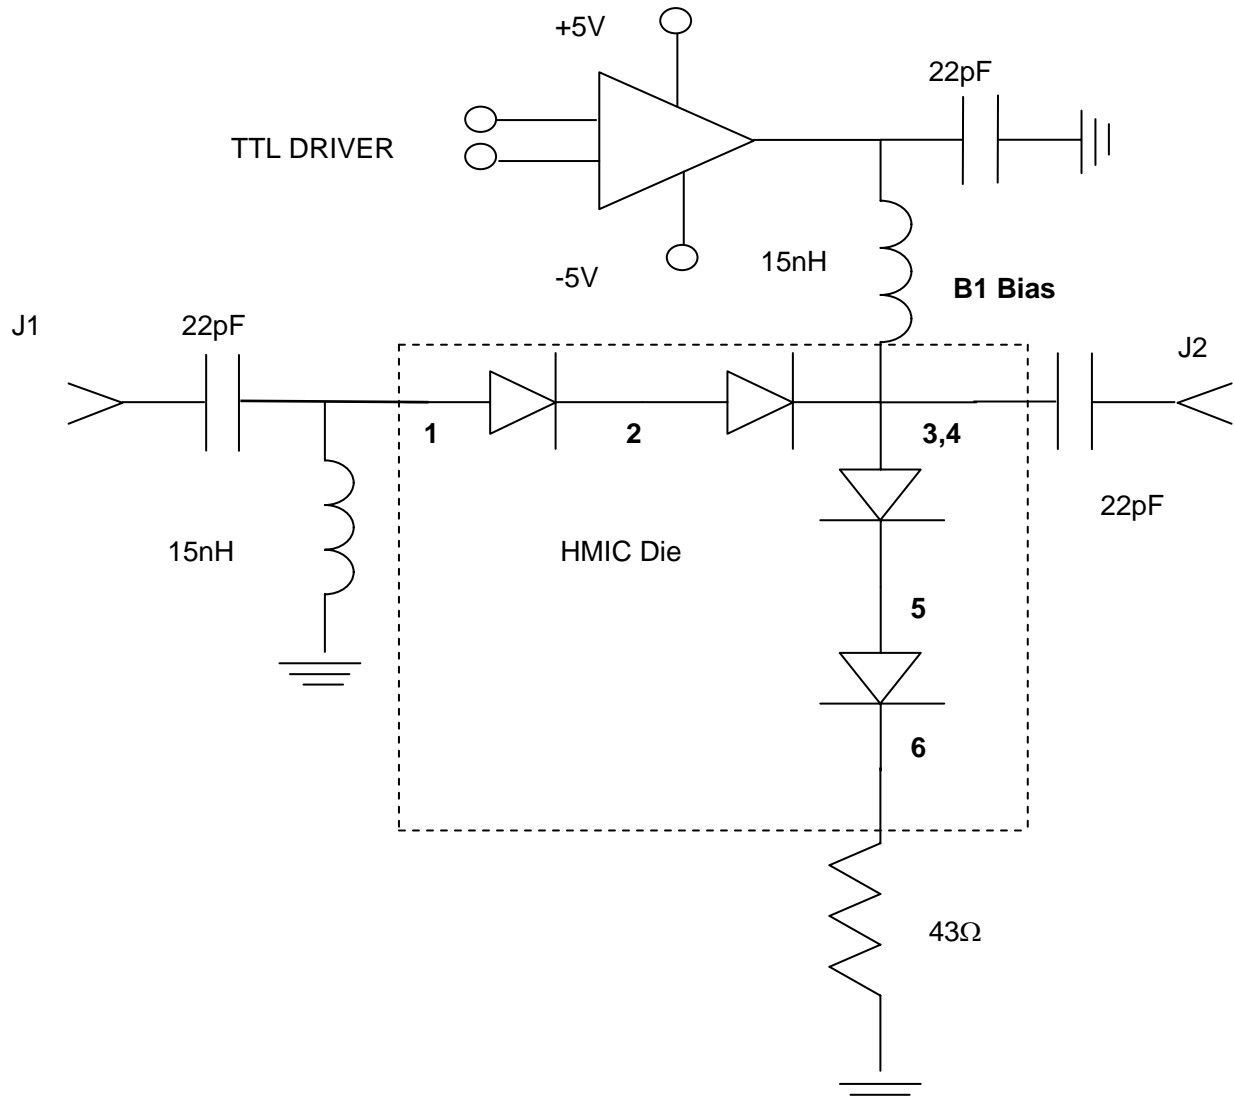 +5V
22pF
TTL DRIVER
-5V
15nH
B1 Bias
J1
22pF
J2
1
2
3,4
22pF
15nH
HMIC Die
5
6
43Ω